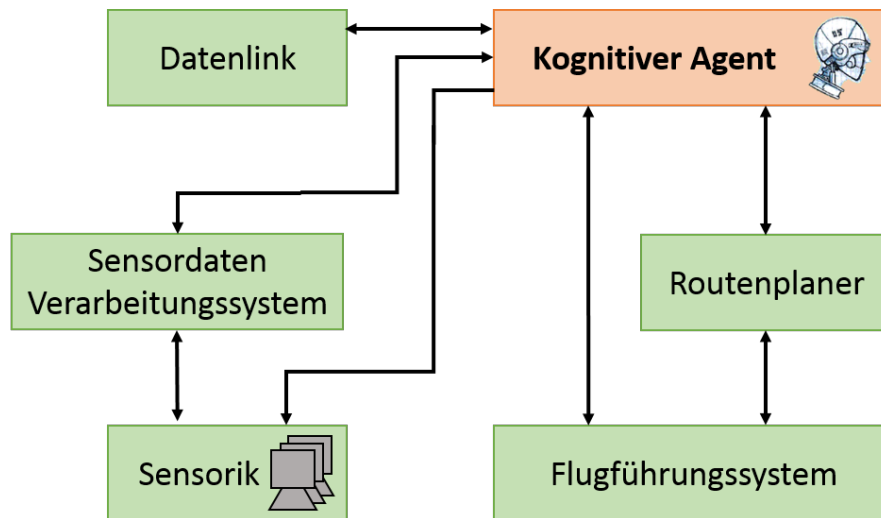 Datenlink
Kognitiver Agent
Sensordaten
Verarbeitungssystem
Routenplaner
Sensorik
Flugführungssystem